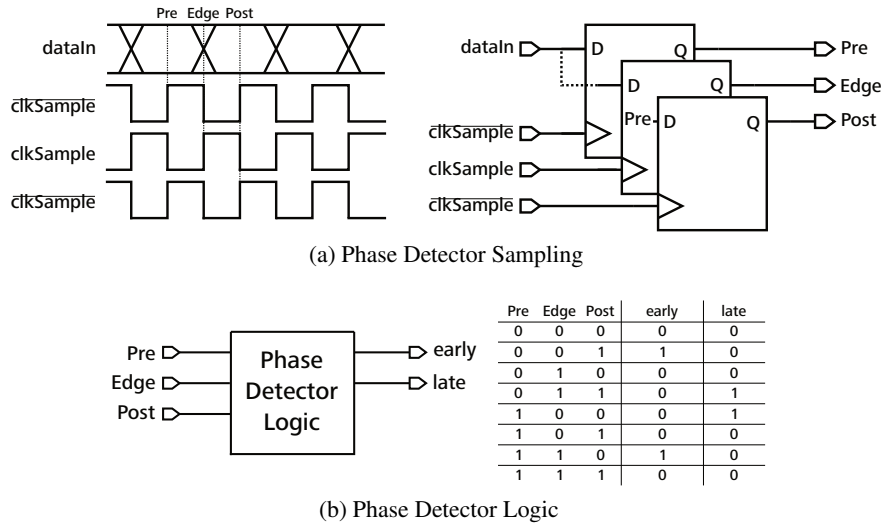 Pre Edge Post
dataIn
clkSample
clkSample
clkSample
dataIn D Q Pre
D Q Edge
Pre D Q Post
clkSample
clkSample
clkSample
(a) Phase Detector Sampling
Pre
Edge
Post
Phase
Detector
Logic
early
late
Pre Edge Post early late
0 0 0 0 0
0 0 1 1 0
0 1 0 0 0
0 1 1 0 1
1 0 0 0 1
1 0 1 0 0
1 1 0 1 0
1 1 1 0 0
(b) Phase Detector Logic